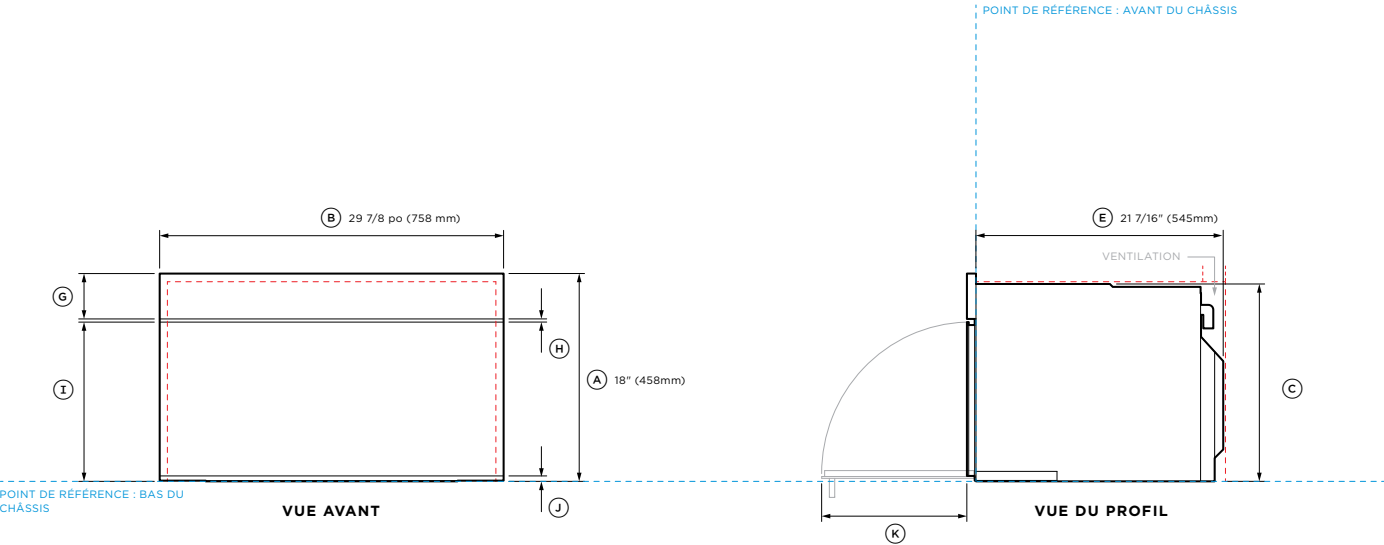 POINT DE RÉFÉRENCE : AVANT DU CHÂSSIS
B 29 7/8 po (758 mm)
E 21 7/16" (545mm)
VENTILATION
G
H
A 18" (458mm)
I
C
POINT DE RÉFÉRENCE : BAS DU
CHÂSSIS
VUE AVANT
J
VUE DU PROFIL
K